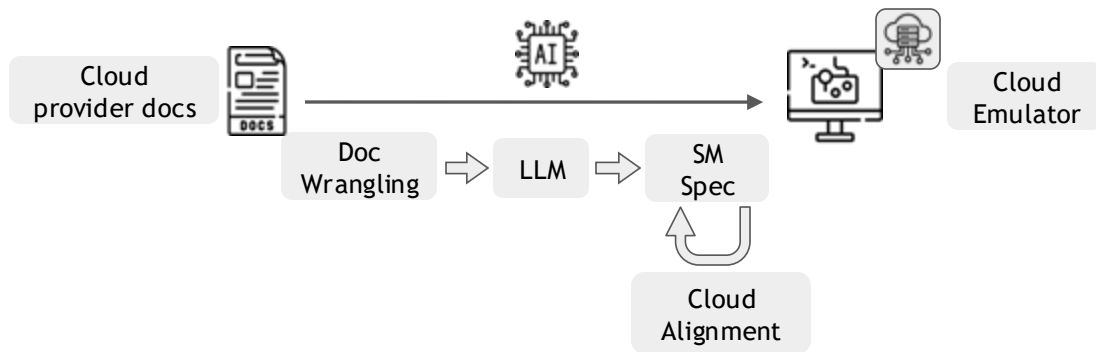 AI
Cloud
provider docs
DOCS
>_
Cloud
Emulator
Doc
Wrangling
LLM
SM
Spec
Cloud
Alignment